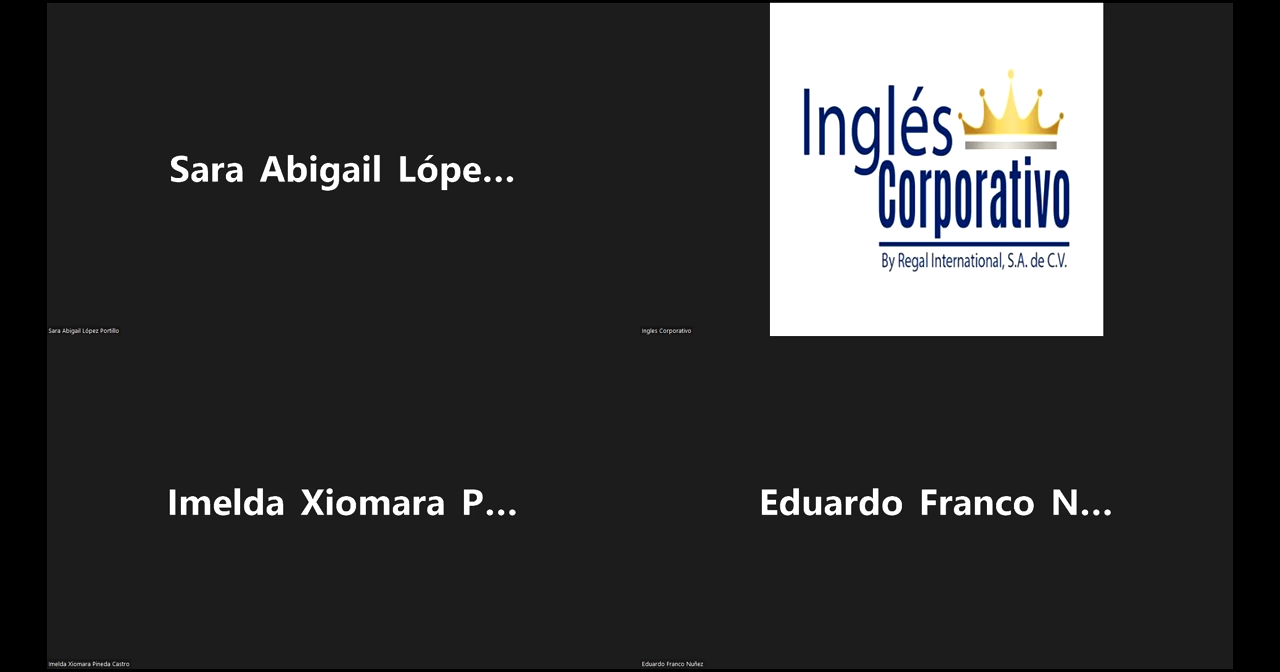 Sara Abigail Lópe...
Inglés
Corporativo
By Regal International, S.A. de C.V.
Sara Abigail López Portillo
Ingles Corporativo
Imelda Xiomara P...
Eduardo Franco N...
Imelda Xiomara Pineda Castro
Eduardo Franco Nuñez